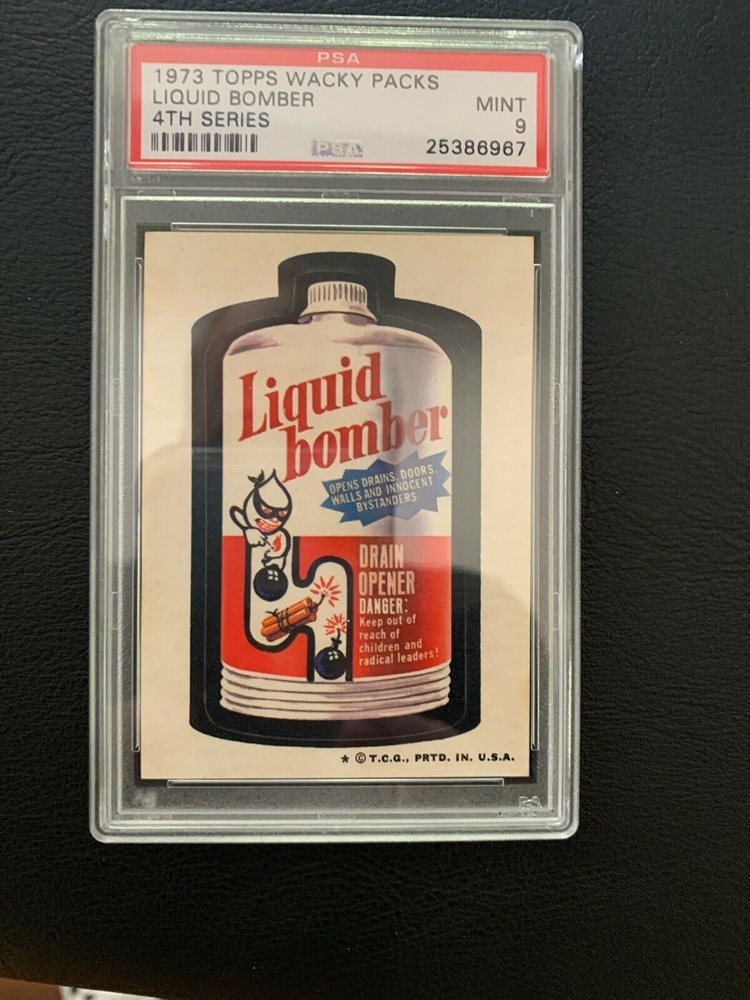 PSA
1973 TOPPS WACKY PACKS
LIQUID BOMBER MINT
4TH SERIES 9
PSA 25386967
Liquid
bomber
OPENS DRAINS, DOORS,
WALLS AND INNOCENT
BYSTANDERS
DRAIN
OPENER
DANGER:
Keep out of
reach of
children and
radical leaders!
* © T.C.G., PRTD. IN. U.S.A.
PSA